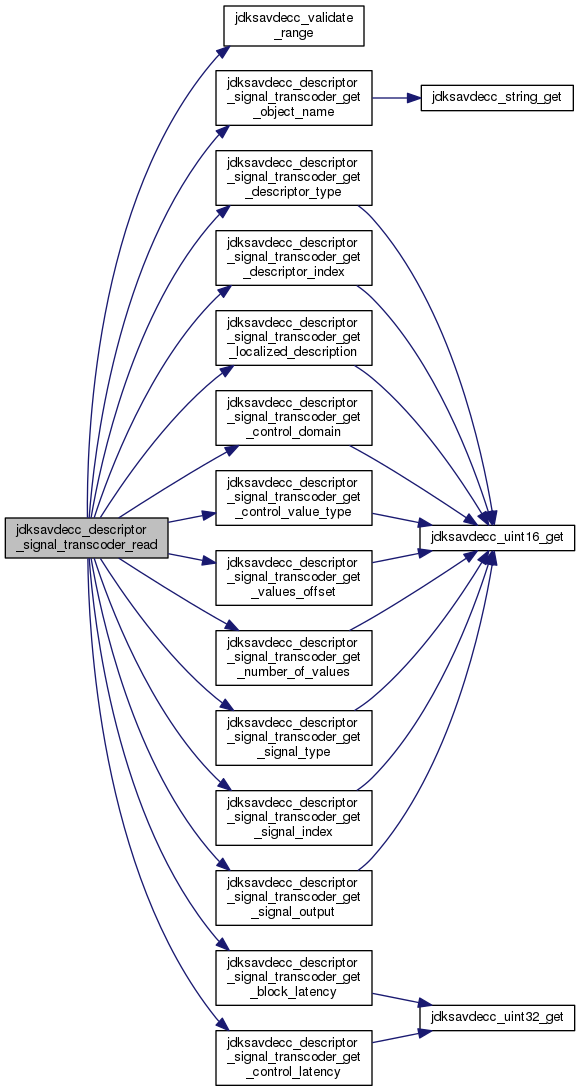 jdksavdecc_validate
_range
jdksavdecc_descriptor
_signal_transcoder_get
_object_name
jdksavdecc_string_get
jdksavdecc_descriptor
_signal_transcoder_get
_descriptor_type
jdksavdecc_descriptor
_signal_transcoder_get
_descriptor_index
jdksavdecc_descriptor
_signal_transcoder_get
_localized_description
jdksavdecc_descriptor
_signal_transcoder_get
_control_domain
jdksavdecc_descriptor
_signal_transcoder_get
_control_value_type
jdksavdecc_descriptor
_signal_transcoder_read
jdksavdecc_uint16_get
jdksavdecc_descriptor
_signal_transcoder_get
_values_offset
jdksavdecc_descriptor
_signal_transcoder_get
_number_of_values
jdksavdecc_descriptor
_signal_transcoder_get
_signal_type
jdksavdecc_descriptor
_signal_transcoder_get
_signal_index
jdksavdecc_descriptor
_signal_transcoder_get
_signal_output
jdksavdecc_descriptor
_signal_transcoder_get
_block_latency
jdksavdecc_uint32_get
jdksavdecc_descriptor
_signal_transcoder_get
_control_latency